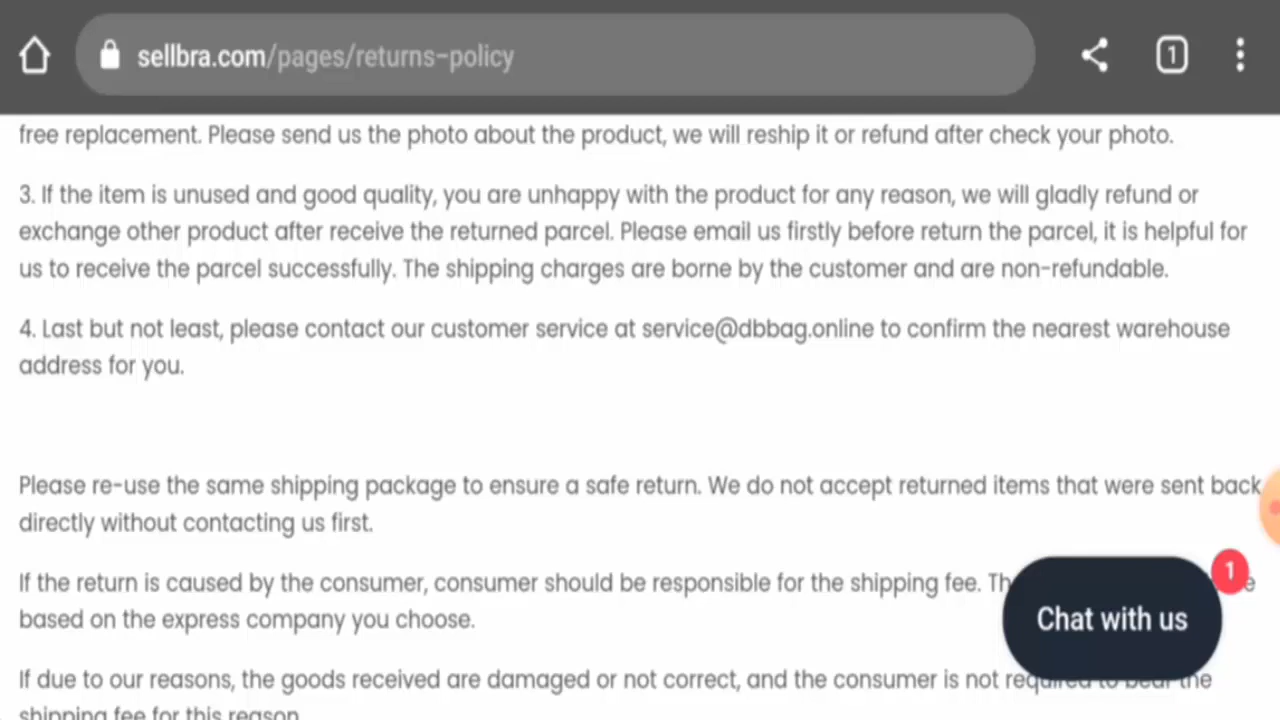 1
sellbra.com/pages/returns-policy
free replacement. Please send us the photo about the product, we will reship it or refund after check your photo.
3. If the item is unused and good quality, you are unhappy with the product for any reason, we will gladly refund or
exchange other product after receive the returned parcel. Please email us firstly before return the parcel, it is helpful for
us to receive the parcel successfully. The shipping charges are borne by the customer and are non-refundable.
4. Last but not least, please contact our customer service at service@dbbag.online to confirm the nearest warehouse
address for you.
Please re-use the same shipping package to ensure a safe return. We do not accept returned items that were sent back
directly without contacting us first.
If the return is caused by the consumer, consumer should be responsible for the shipping fee.
based on the express company you choose.
If due to our reasons, the goods received are damaged or not correct, and the consumer is not required to bear the
shipping fee for this reason
Chat with us
1